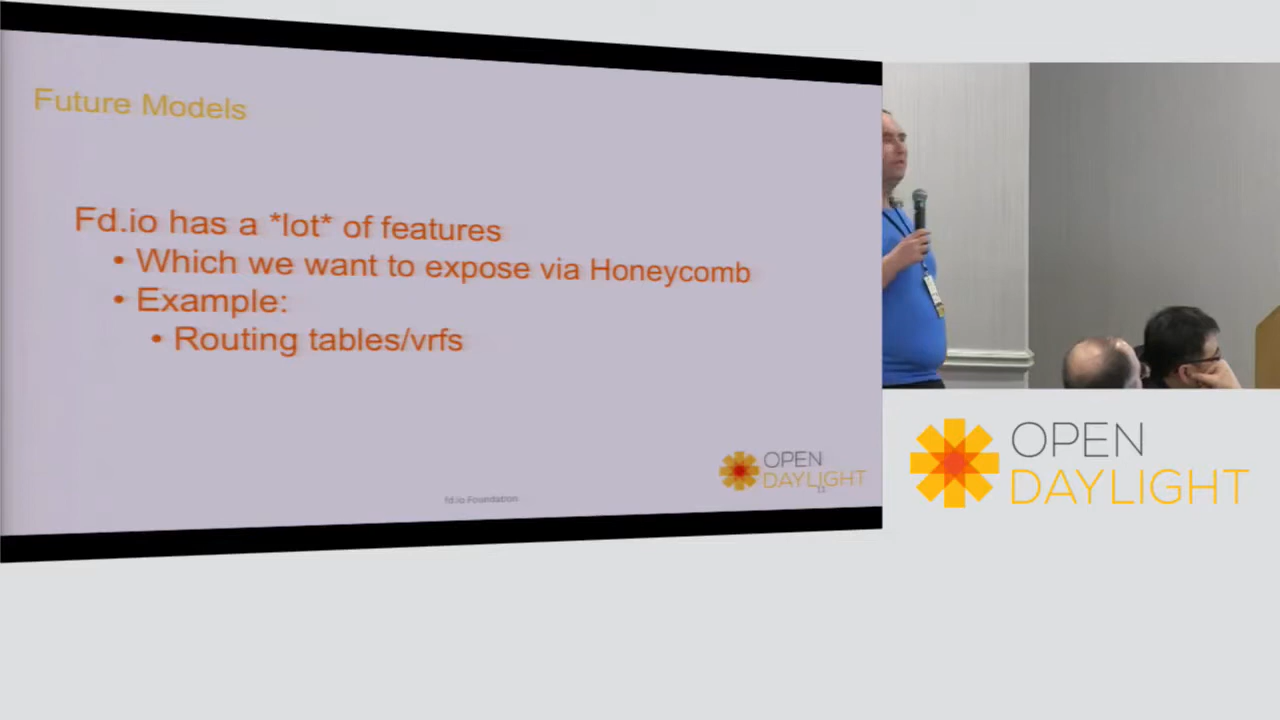 Future Models
Fd.io has a *lot* of features
• Which we want to expose via Honeycomb
• Example:
• Routing tables/vrfs
OPEN
DAYLIGHT
11
fd.io Foundation
OPEN
DAYLIGHT